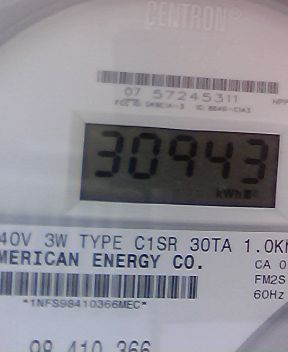 CENTRON®
07 57245311
30943
kWh
40V 3W TYPE C1SR 30TA 1.0K
MERICAN ENERGY CO.
CA 0
FM2S
60Hz
*1NFS98410366MEC*
98 410 366